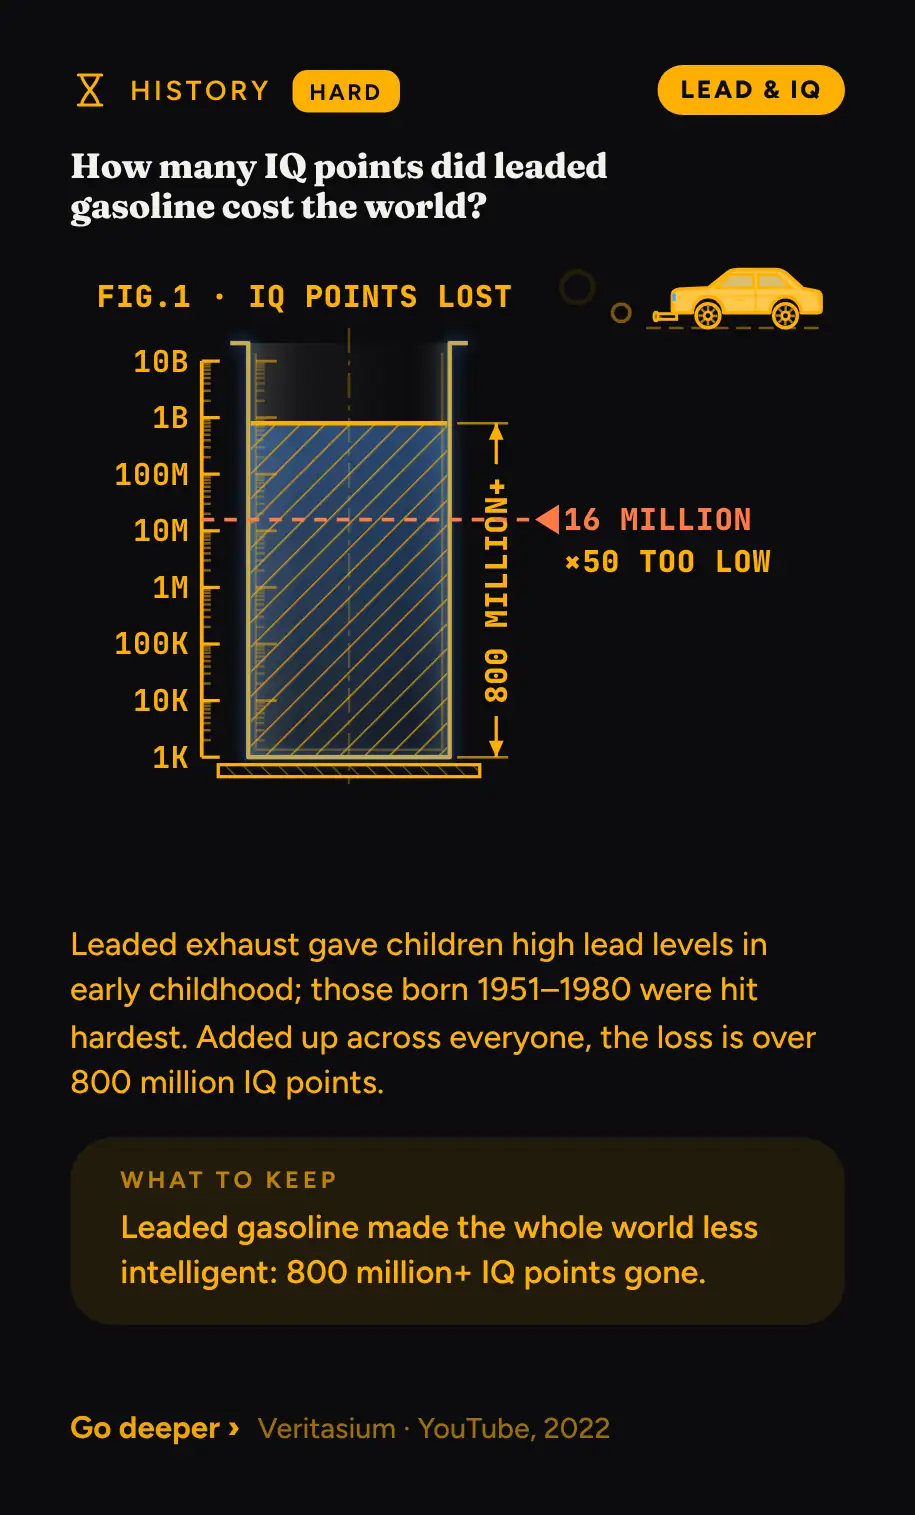 HISTORY HARD
LEAD & IQ
How many IQ points did leaded
gasoline cost the world?
FIG.1 · IQ POINTS LOST
10B
1B
100M
10M
1M
100K
10K
1K
800 MILLION+
16 MILLION
×50 TOO LOW
Leaded exhaust gave children high lead levels in
early childhood; those born 1951–1980 were hit
hardest. Added up across everyone, the loss is over
800 million IQ points.
WHAT TO KEEP
Leaded gasoline made the whole world less
intelligent: 800 million+ IQ points gone.
Go deeper › Veritasium · YouTube, 2022